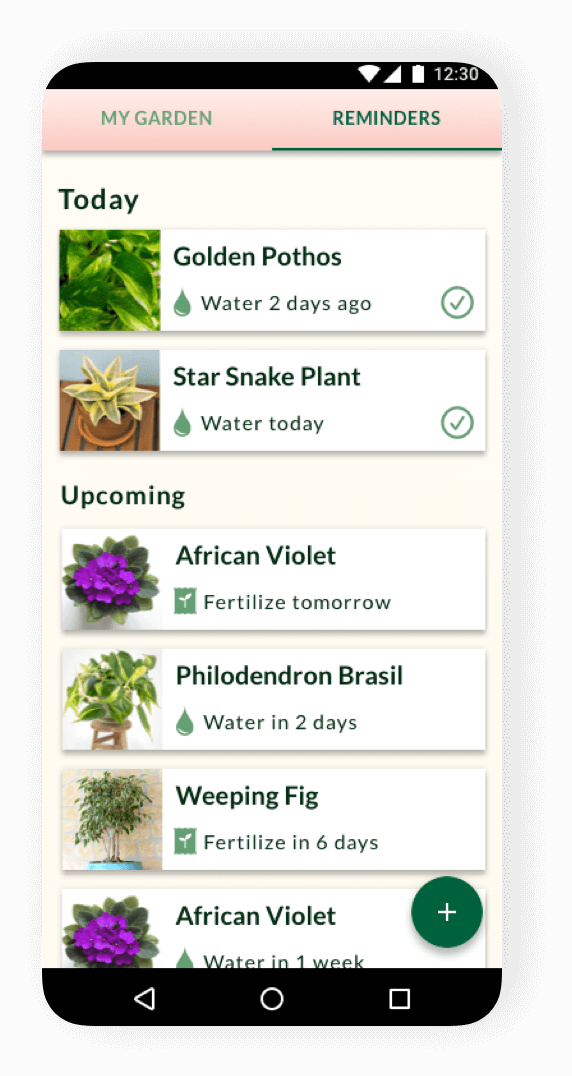 12:30
MY GARDEN REMINDERS
Today
Golden Pothos
Water 2 days ago
Star Snake Plant
Water today
Upcoming
African Violet
Fertilize tomorrow
Philodendron Brasil
Water in 2 days
Weeping Fig
Fertilize in 6 days
African Violet
Water in 1 week